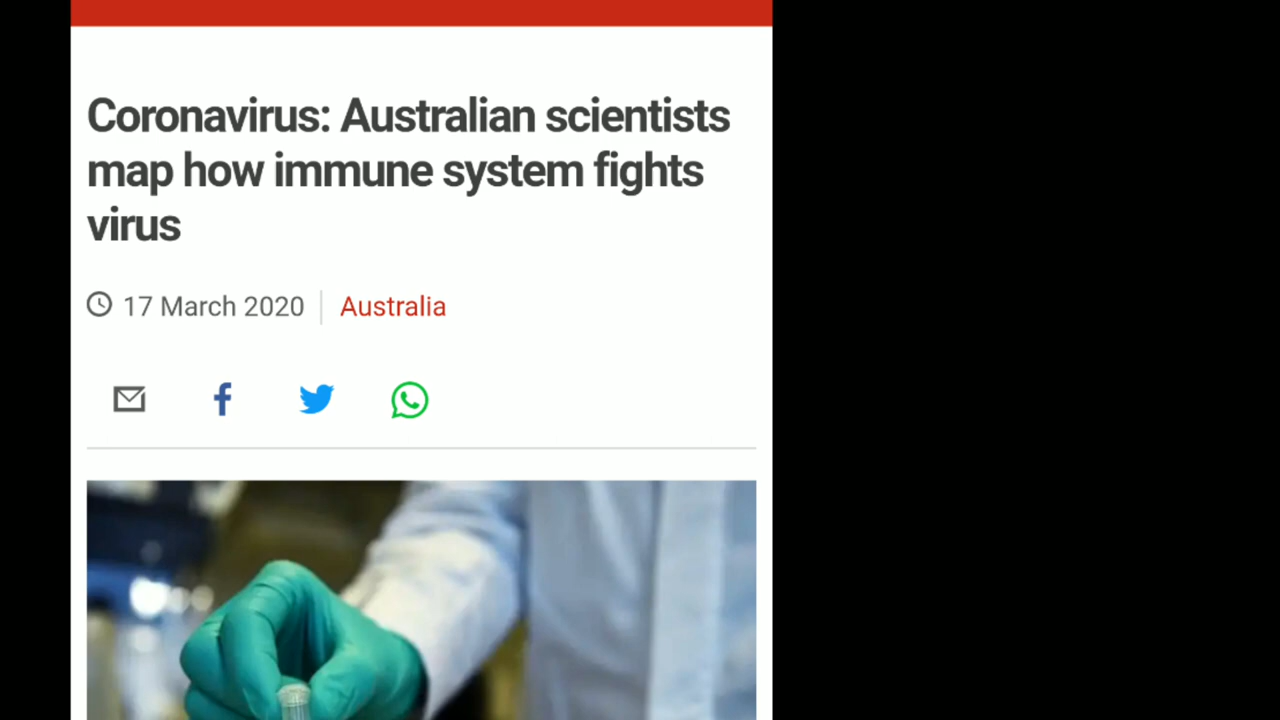 Coronavirus: Australian scientists
map how immune system fights
virus
17 March 2020
Australia